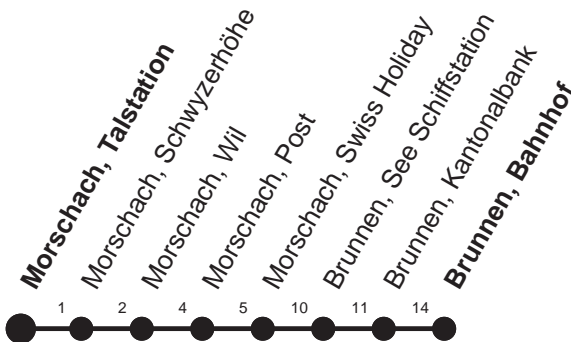 Morschach, Talstation
Morschach, Schwyzerhöhe
Morschach, Wil
Morschach, Post
Morschach, Swiss Holiday
Brunnen, See Schiffstation
Brunnen, Kantonalbank
Brunnen, Bahnhof
1 2 4 5 10 11 14